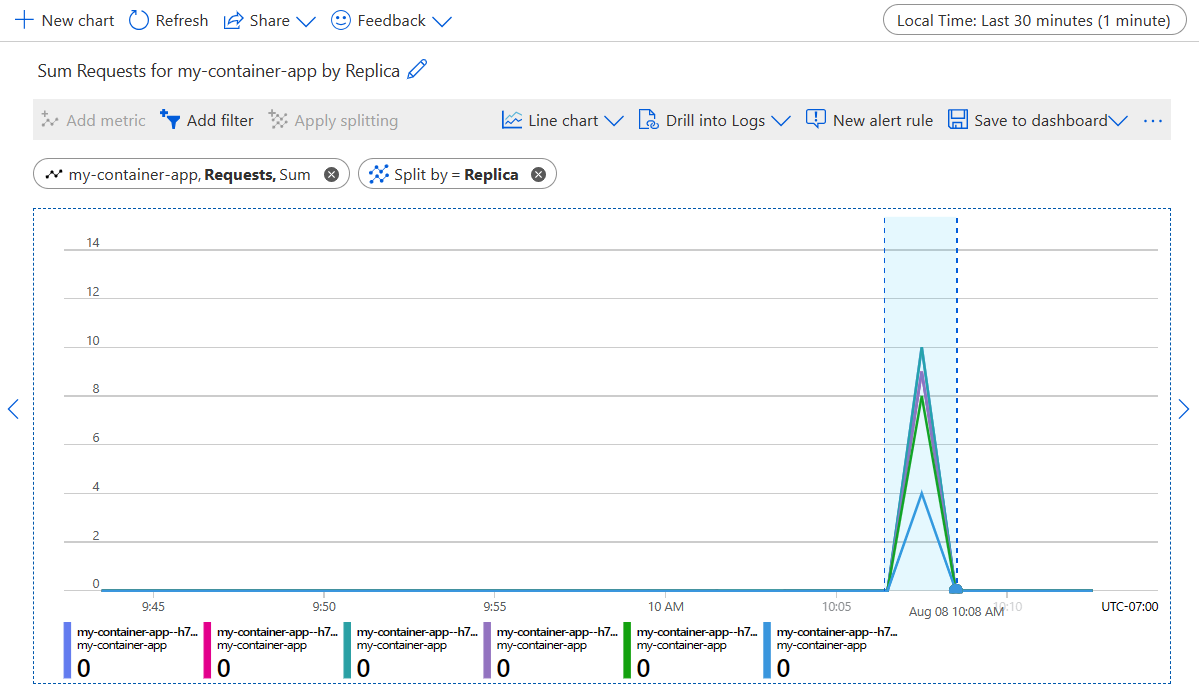 New chart Refresh Share Feedback Local Time: Last 30 minutes (1 minute)
Sum Requests for my-container-app by Replica
Add metric Add filter Apply splitting Line chart Drill into Logs New alert rule Save to dashboard ...
my-container-app, Requests, Sum Split by = Replica
14
12
10
8
6
4
2
0
9:45 9:50 9:55 10 AM 10:05 Aug 08 10:08 AM :10 UTC-07:00
my-container-app--h7... my-container-app--h7... my-container-app--h7... my-container-app--h7... my-container-app--h7... my-container-app--h7...
my-container-app my-container-app my-container-app my-container-app my-container-app my-container-app
0 0 0 0 0 0